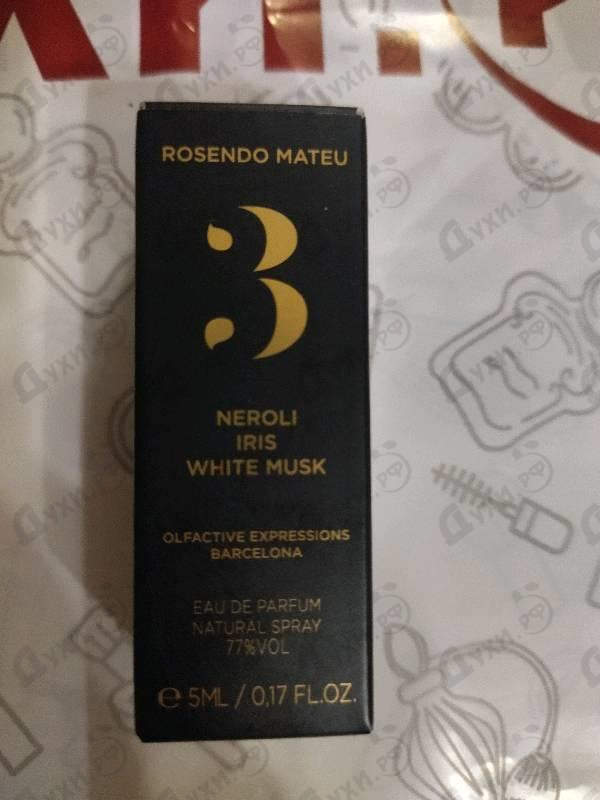 ROSENDO MATEU
3
NEROLI
IRIS
WHITE MUSK
OLFACTIVE EXPRESSIONS
BARCELONA
EAU DE PARFUM
NATURAL SPRAY
77%VOL
℮ 5ML / 0,17 FL.OZ.
Духи.РФ